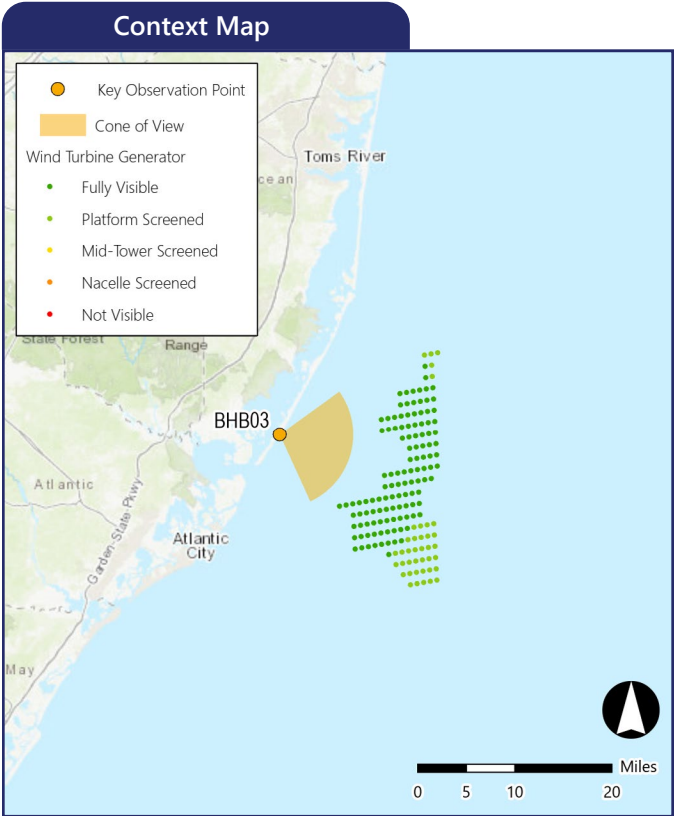 Context Map
Key Observation Point
Cone of View
Wind Turbine Generator
Fully Visible
Platform Screened
Mid-Tower Screened
Nacelle Screened
Not Visible
Toms River
cean
State Forest
Range
BHB03
Atlantic
Garden-State-Pkwy
Atlantic
City
May
Miles
0 5 10 20